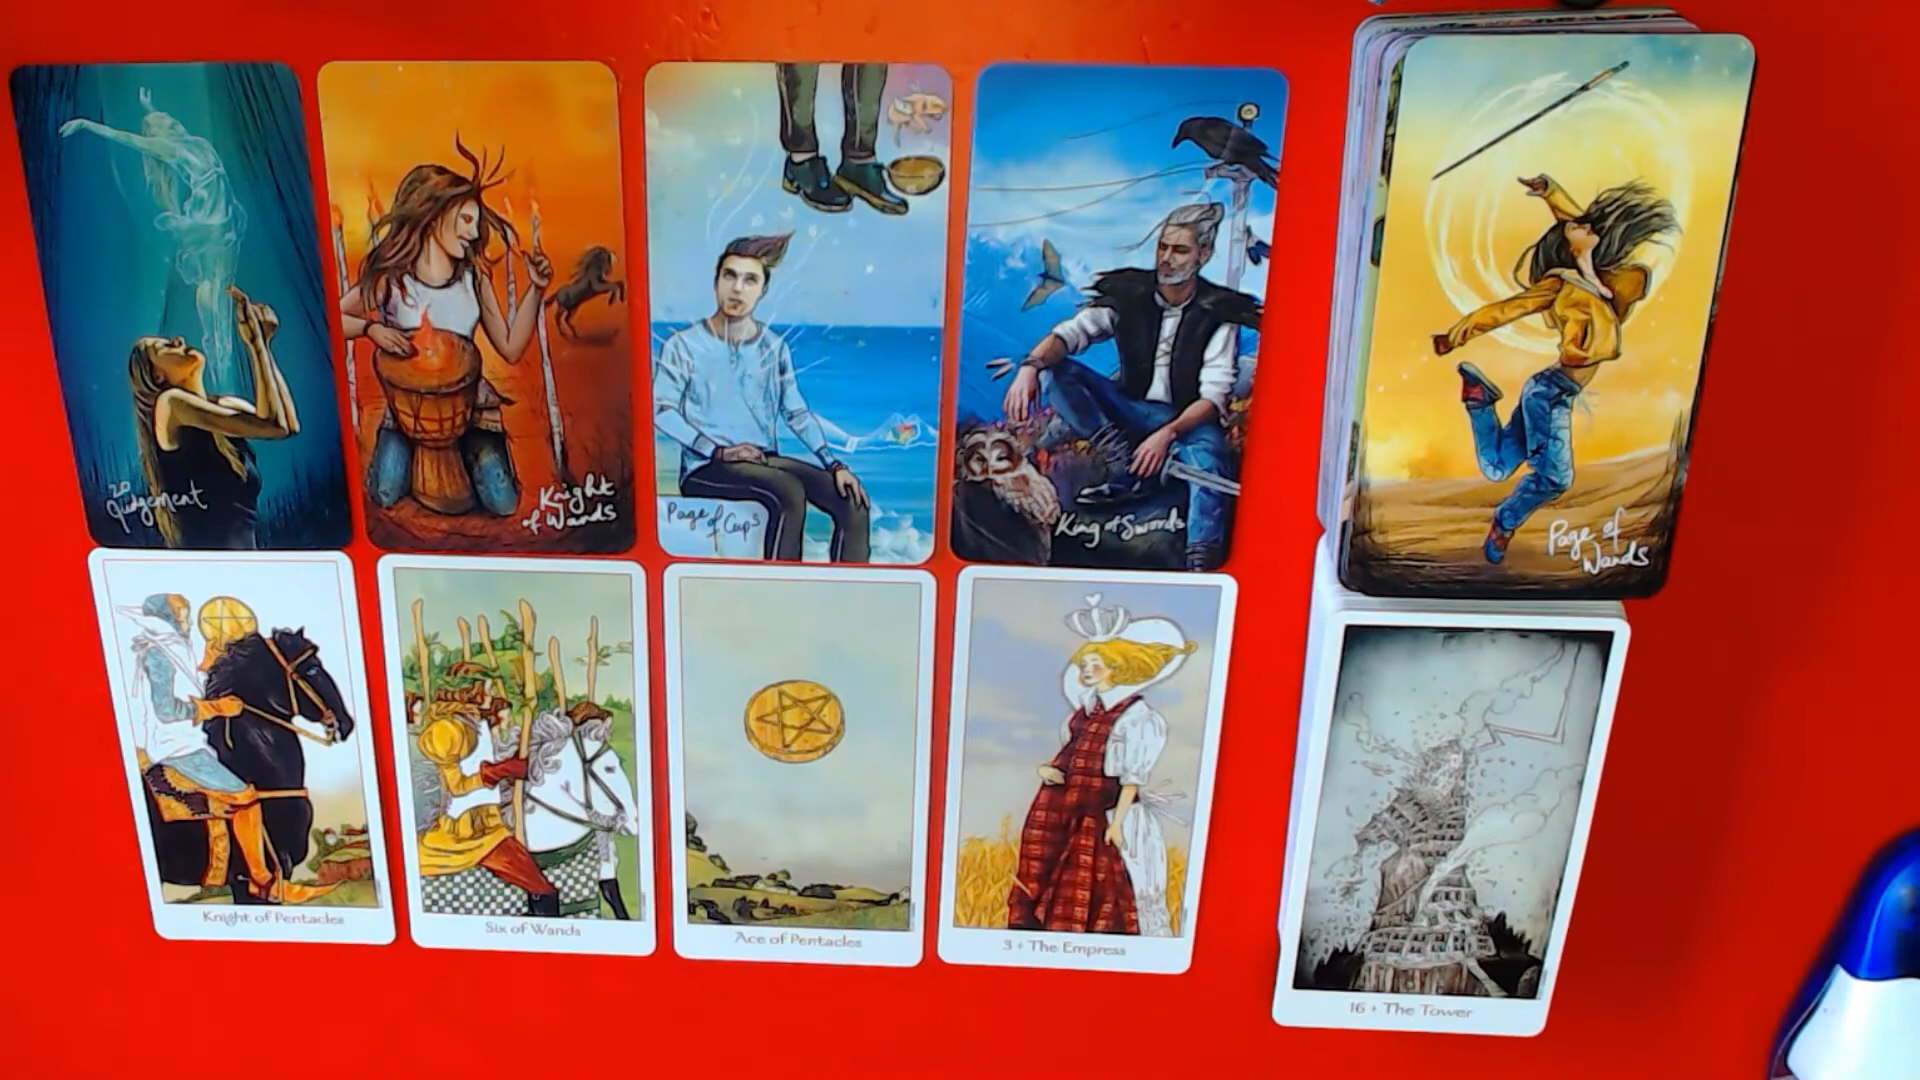 20
Judgement
Knight
of Wands
Page of Cups
King of Swords
Page of
Wands
Knight of Pentacles
Six of Wands
Ace of Pentacles
3 • The Empress
16 • The Tower